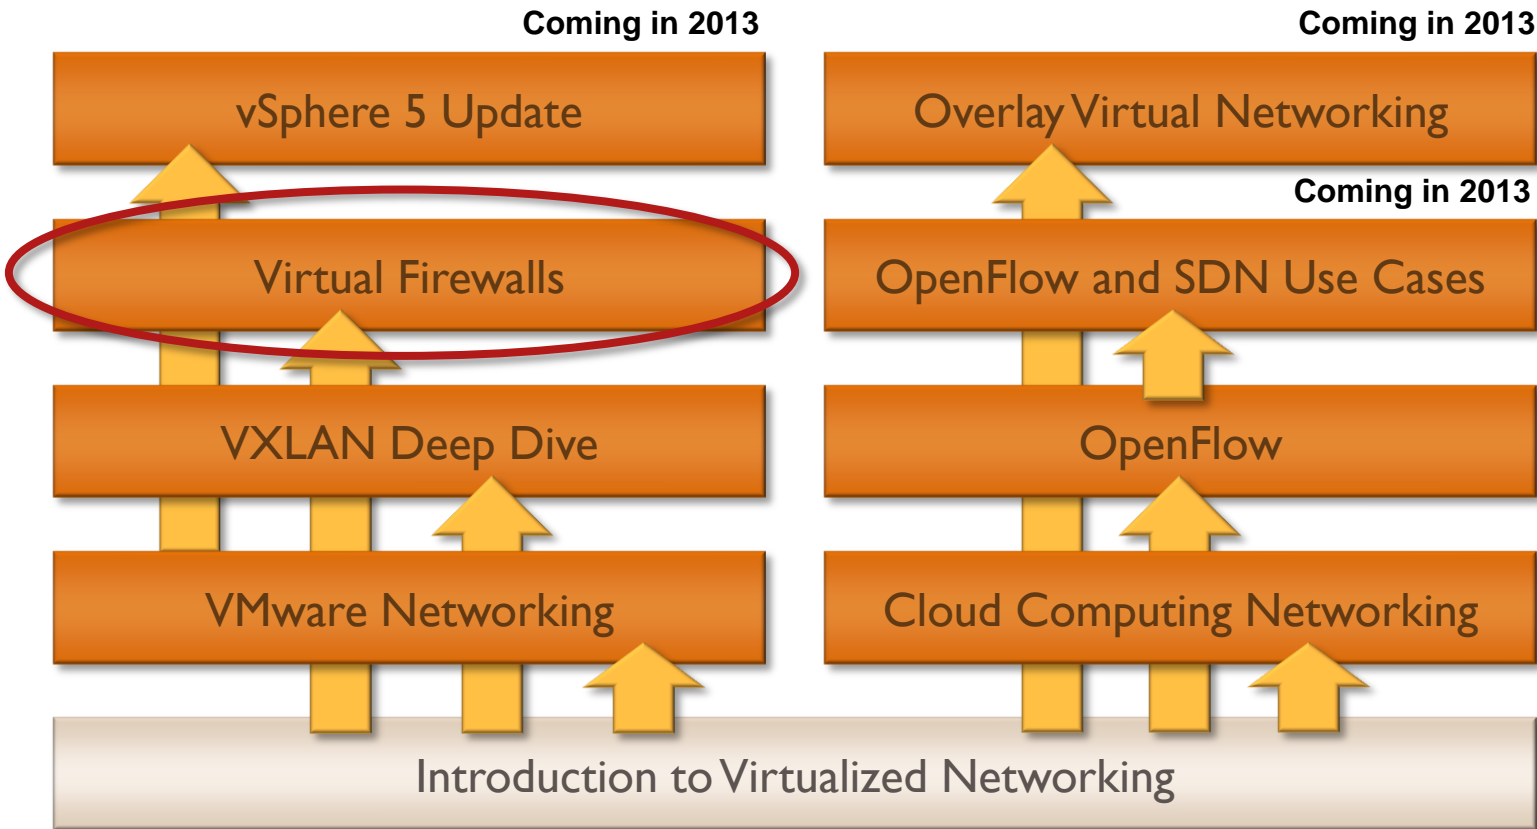 Coming in 2013
Coming in 2013
vSphere 5 Update
Overlay Virtual Networking
Coming in 2013
Virtual Firewalls
OpenFlow and SDN Use Cases
VXLAN Deep Dive
OpenFlow
VMware Networking
Cloud Computing Networking
Introduction to Virtualized Networking